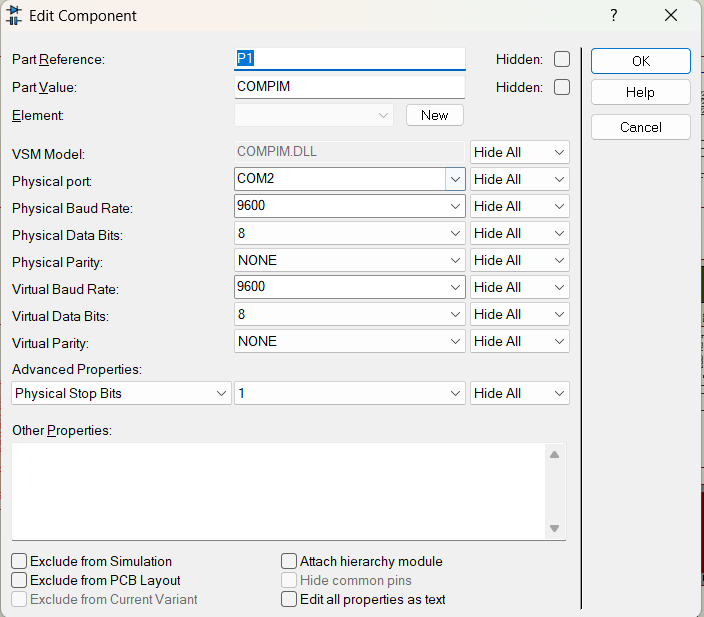 Edit Component ?
Part Reference: P1 Hidden:
Part Value: COMPIM Hidden:
Element: New
VSM Model: COMPIM.DLL Hide All
Physical port: COM2 Hide All
Physical Baud Rate: 9600 Hide All
Physical Data Bits: 8 Hide All
Physical Parity: NONE Hide All
Virtual Baud Rate: 9600 Hide All
Virtual Data Bits: 8 Hide All
Virtual Parity: NONE Hide All
Advanced Properties:
Physical Stop Bits 1 Hide All
Other Properties:
Exclude from Simulation Attach hierarchy module
Exclude from PCB Layout Hide common pins
Exclude from Current Variant Edit all properties as text
OK
Help
Cancel